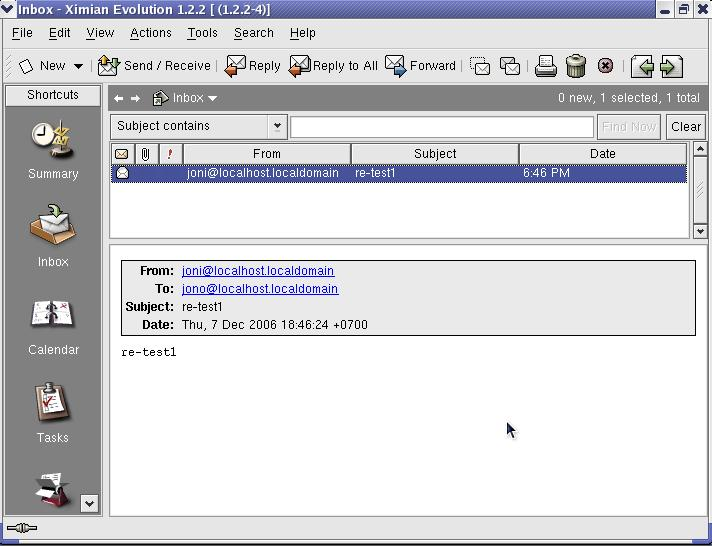 Inbox - Ximian Evolution 1.2.2 [ (1.2.2-4)]
File Edit View Actions Tools Search Help
New Send / Receive Reply Reply to All Forward
Shortcuts
Inbox 0 new, 1 selected, 1 total
Subject contains Find Now Clear
! From Subject Date
joni@localhost.localdomain re-test1 6:46 PM
Summary
Inbox
Calendar
Tasks
From: joni@localhost.localdomain
To: jono@localhost.localdomain
Subject: re-test1
Date: Thu, 7 Dec 2006 18:46:24 +0700
re-test1